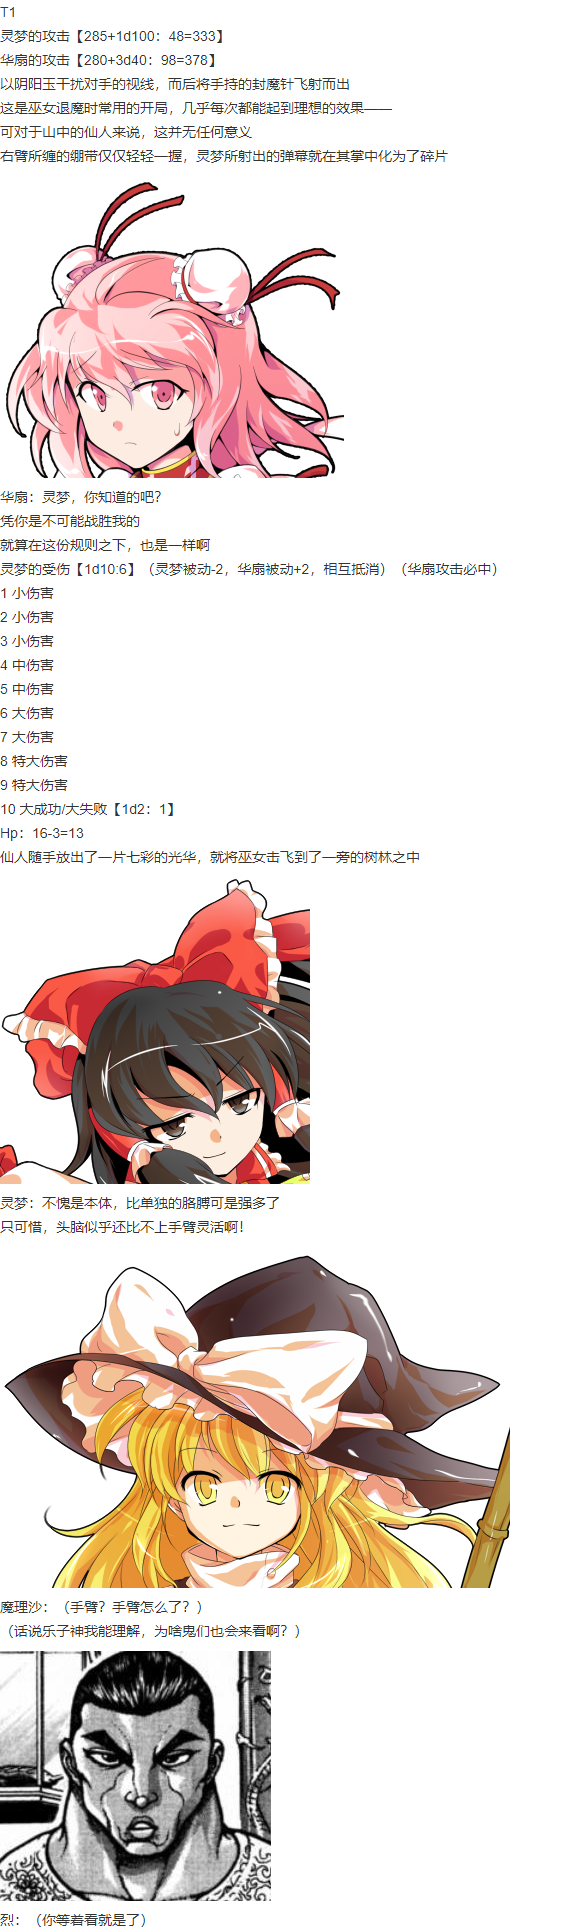 T1
灵梦的攻击【285+1d100：48=333】
华扇的攻击【280+3d40：98=378】
以阴阳玉干扰对手的视线，而后将手持的封魔针飞射而出
这是巫女退魔时常用的开局，几乎每次都能起到理想的效果——
可对于山中的仙人来说，这并无任何意义
右臂所缠的绷带仅仅轻轻一握，灵梦所射出的弹幕就在其掌中化为了碎片
华扇：灵梦，你知道的吧？
凭你是不可能战胜我的
就算在这份规则之下，也是一样啊
灵梦的受伤【1d10:6】（灵梦被动-2，华扇被动+2，相互抵消）（华扇攻击必中）
1 小伤害
2 小伤害
3 小伤害
4 中伤害
5 中伤害
6 大伤害
7 大伤害
8 特大伤害
9 特大伤害
10 大成功/大失败【1d2：1】
Hp：16-3=13
仙人随手放出了一片七彩的光华，就将巫女击飞到了一旁的树林之中
灵梦：不愧是本体，比单独的胳膊可是强多了
只可惜，头脑似乎还比不上手臂灵活啊！
魔理沙：（手臂？手臂怎么了？）
（话说乐子神我能理解，为啥鬼们也会来看啊？）
烈：（你等着看就是了）